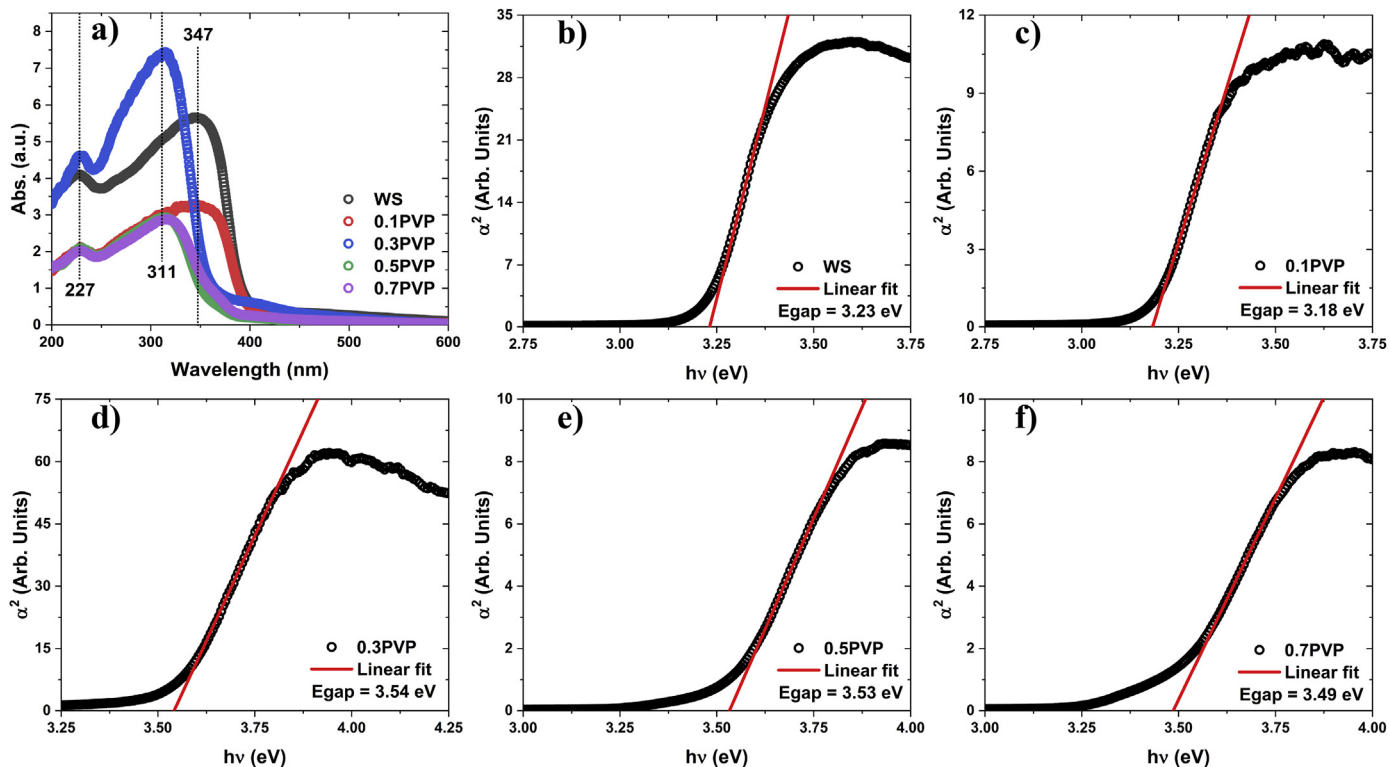 a)
347
8
7
6
5
4
3
2
1
0
Abs. (a.u.)
WS
0.1PVP
0.3PVP
0.5PVP
0.7PVP
227
311
200
300
400
500
600
Wavelength (nm)
b)
35
28
21
14
7
0
α² (Arb. Units)
WS
Linear fit
Egap = 3.23 eV
2.75
3.00
3.25
3.50
3.75
hν (eV)
c)
12
9
6
3
0
α² (Arb. Units)
0.1PVP
Linear fit
Egap = 3.18 eV
2.75
3.00
3.25
3.50
3.75
hν (eV)
d)
75
60
45
30
15
0
α² (Arb. Units)
0.3PVP
Linear fit
Egap = 3.54 eV
3.25
3.50
3.75
4.00
4.25
hν (eV)
e)
10
8
6
4
2
0
α² (Arb. Units)
0.5PVP
Linear fit
Egap = 3.53 eV
3.00
3.25
3.50
3.75
4.00
hν (eV)
f)
10
8
6
4
2
0
α² (Arb. Units)
0.7PVP
Linear fit
Egap = 3.49 eV
3.00
3.25
3.50
3.75
4.00
hν (eV)